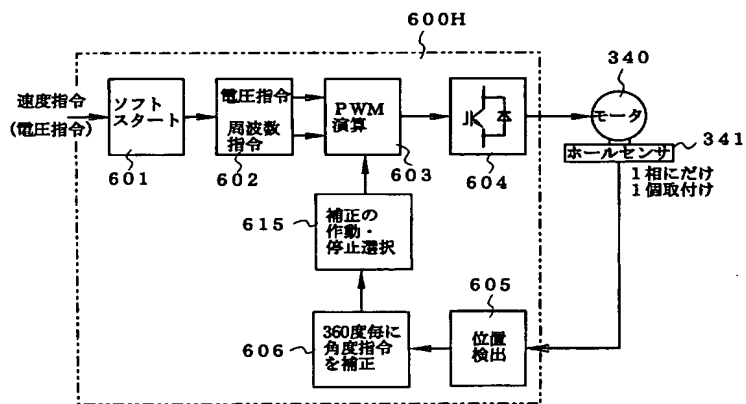 600H
速度指令
(電圧指令)
ソフト
スタート
601
電圧指令
周波数
指令
602
PWM
演算
603
604
340
モータ
ホールセンサ
341
1相にだけ
1個取付け
615
補正の
作動・
停止選択
606
360度毎に
角度指令
を補正
605
位置
検出